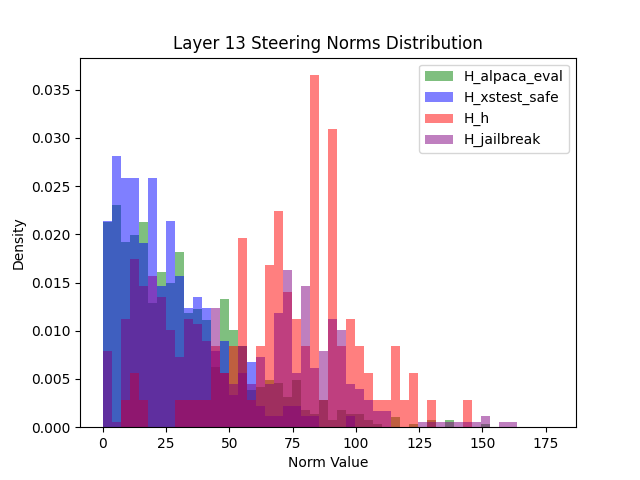 Layer 13 Steering Norms Distribution
H_alpaca_eval
H_xstest_safe
H_h
H_jailbreak
Density
0.035
0.030
0.025
0.020
0.015
0.010
0.005
0.000
0 25 50 75 100 125 150 175
Norm Value